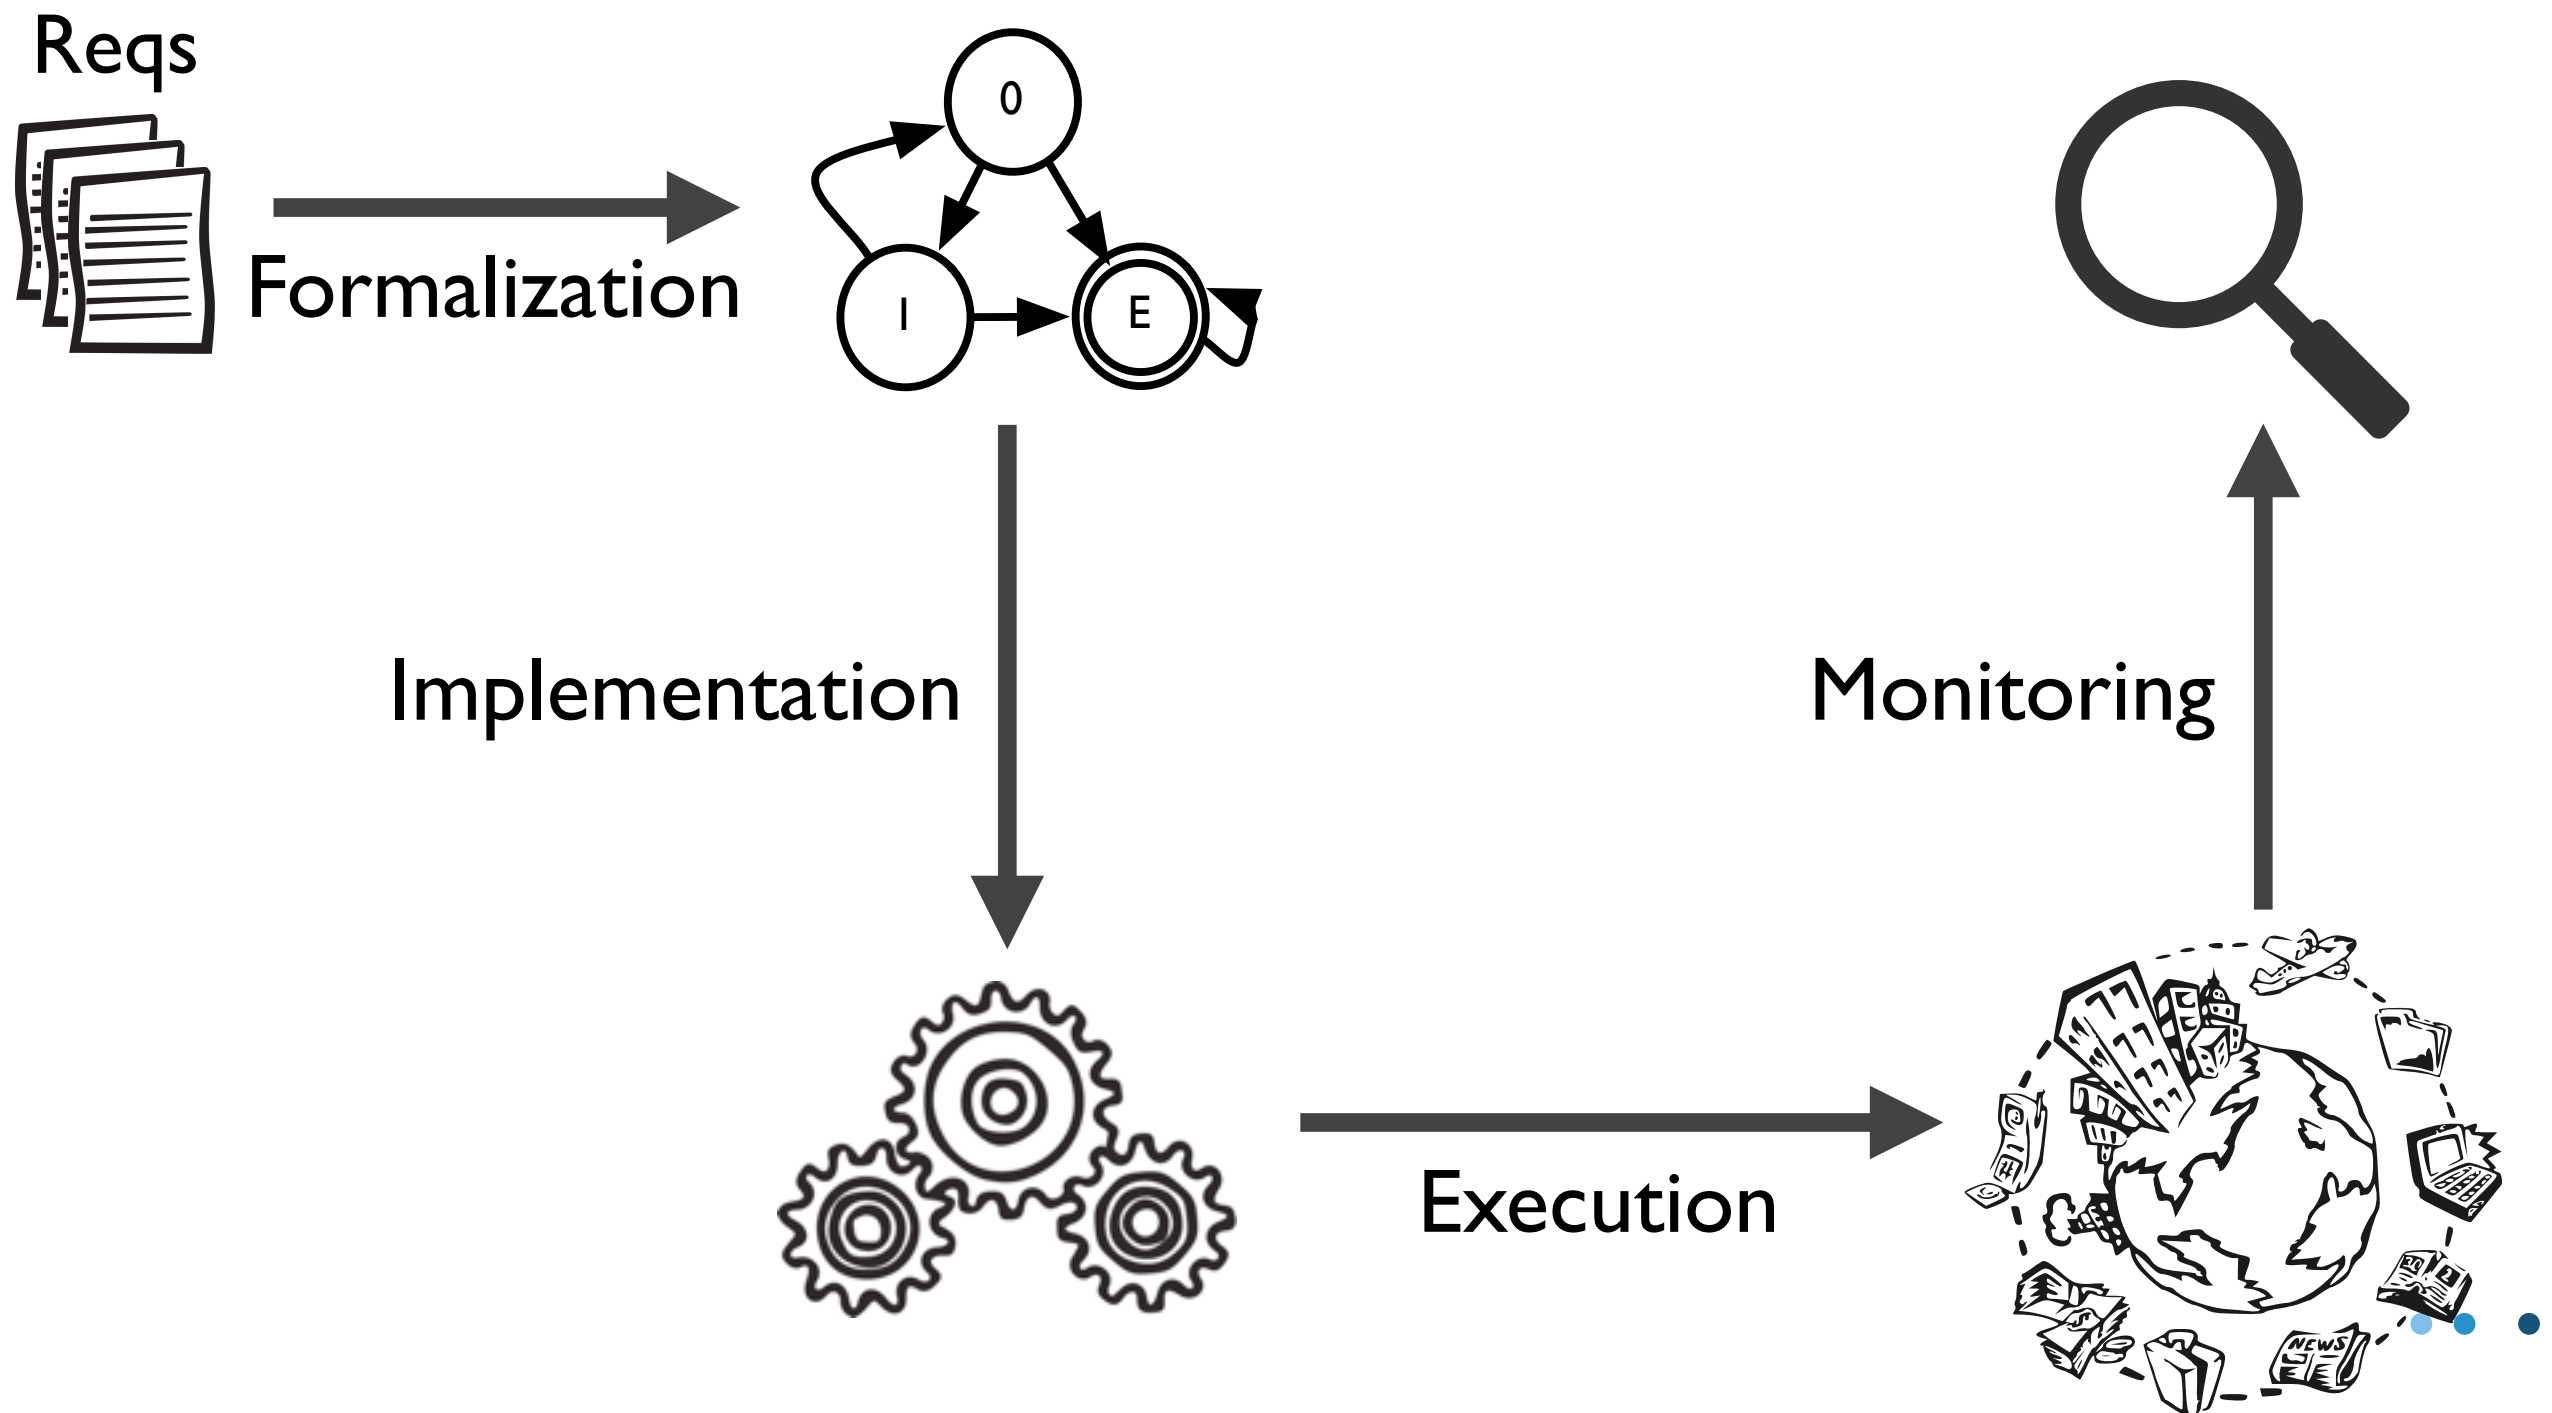 Reqs
Formalization
0
I
E
Implementation
Monitoring
Execution
NEWS